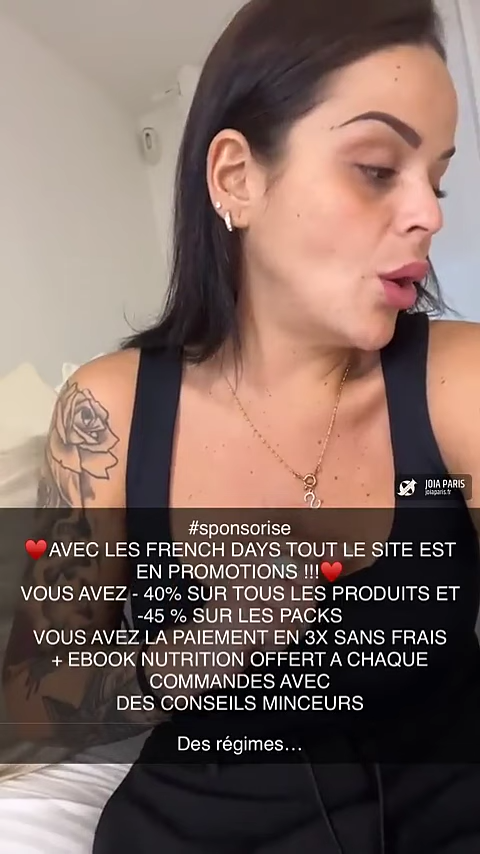 JOIA PARIS
joiaparis.fr
#sponsorise
❤️AVEC LES FRENCH DAYS TOUT LE SITE EST
EN PROMOTIONS !!!❤️
VOUS AVEZ - 40% SUR TOUS LES PRODUITS ET
-45 % SUR LES PACKS
VOUS AVEZ LA PAIEMENT EN 3X SANS FRAIS
+ EBOOK NUTRITION OFFERT A CHAQUE
COMMANDES AVEC
DES CONSEILS MINCEURS
Des régimes…